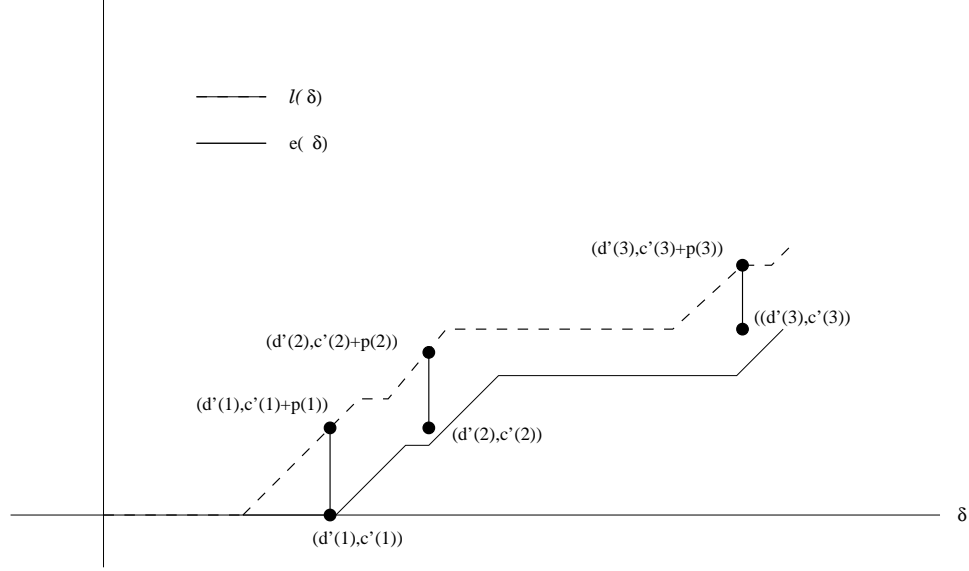 l( δ)
e( δ)
(d’(3),c’(3)+p(3))
((d’(3),c’(3))
(d’(2),c’(2)+p(2))
(d’(1),c’(1)+p(1))
(d’(2),c’(2))
δ
(d’(1),c’(1))